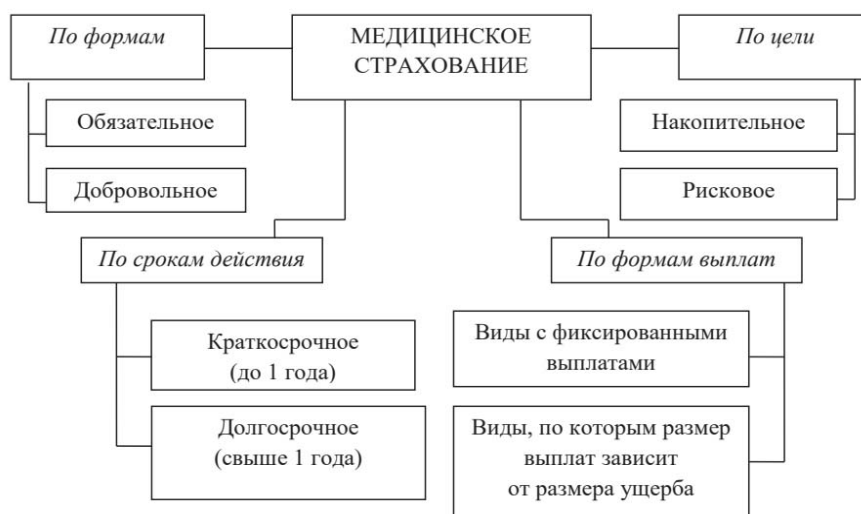 По формам
МЕДИЦИНСКОЕ
СТРАХОВАНИЕ
По цели
Обязательное
Добровольное
Накопительное
Рисковое
По срокам действия
По формам выплат
Краткосрочное
(до 1 года)
Долгосрочное
(свыше 1 года)
Виды с фиксированными
выплатами
Виды, по которым размер
выплат зависит
от размера ущерба